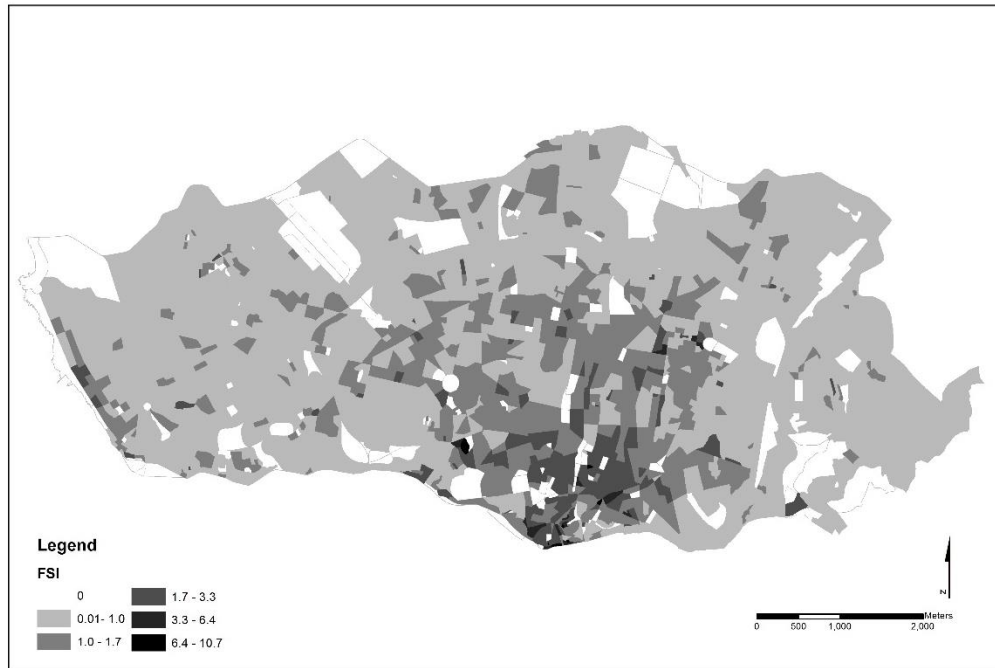 Legend
FSI
0
0.01- 1.0
1.0 - 1.7
1.7 - 3.3
3.3 - 6.4
6.4 - 10.7
N
Meters
0 500 1,000 2,000